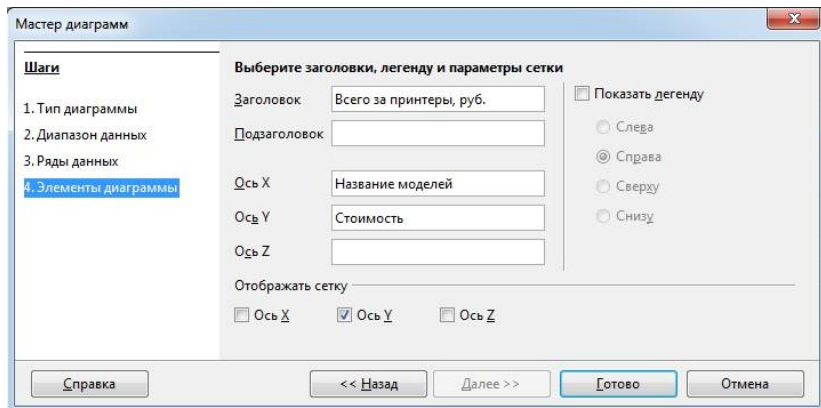 Мастер диаграмм
Шаги
1. Тип диаграммы
2. Диапазон данных
3. Ряды данных
4. Элементы диаграммы
Выберите заголовки, легенду и параметры сетки
Заголовок Всего за принтеры, руб.
Подзаголовок
Ось X Название моделей
Ось Y Стоимость
Ось Z
Показать легенду
Слева
Справа
Сверху
Снизу
Отображать сетку
Ось X Ось Y Ось Z
Справка << Назад Далее >> Готово Отмена